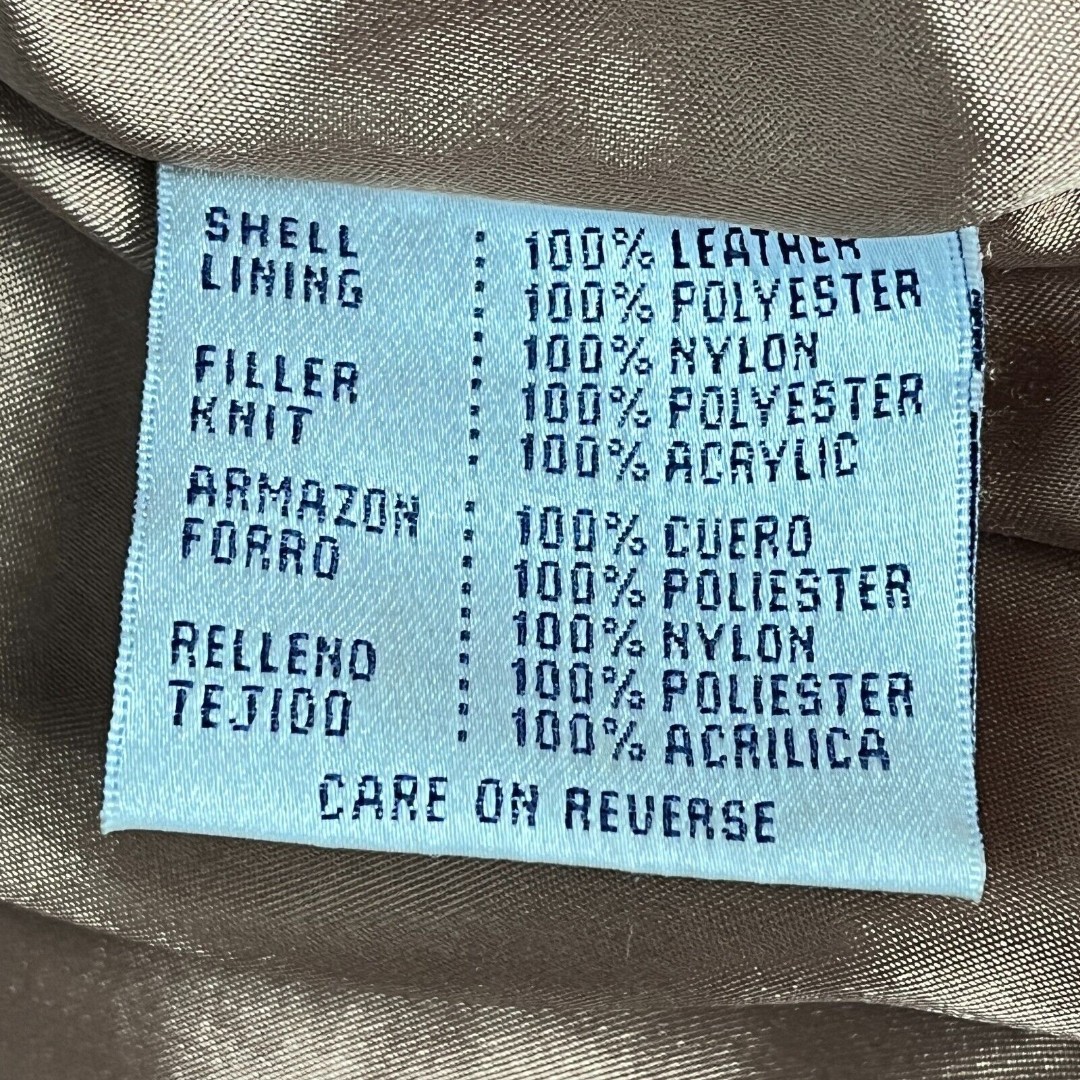 SHELL : 100% LEATHER
LINING : 100% POLYESTER
: 100% NYLON
FILLER : 100% POLYESTER
KNIT : 100% ACRYLIC
ARMAZON : 100% CUERO
FORRO : 100% POLIESTER
: 100% NYLON
RELLENO : 100% POLIESTER
TEJIDO : 100% ACRILICA
CARE ON REVERSE